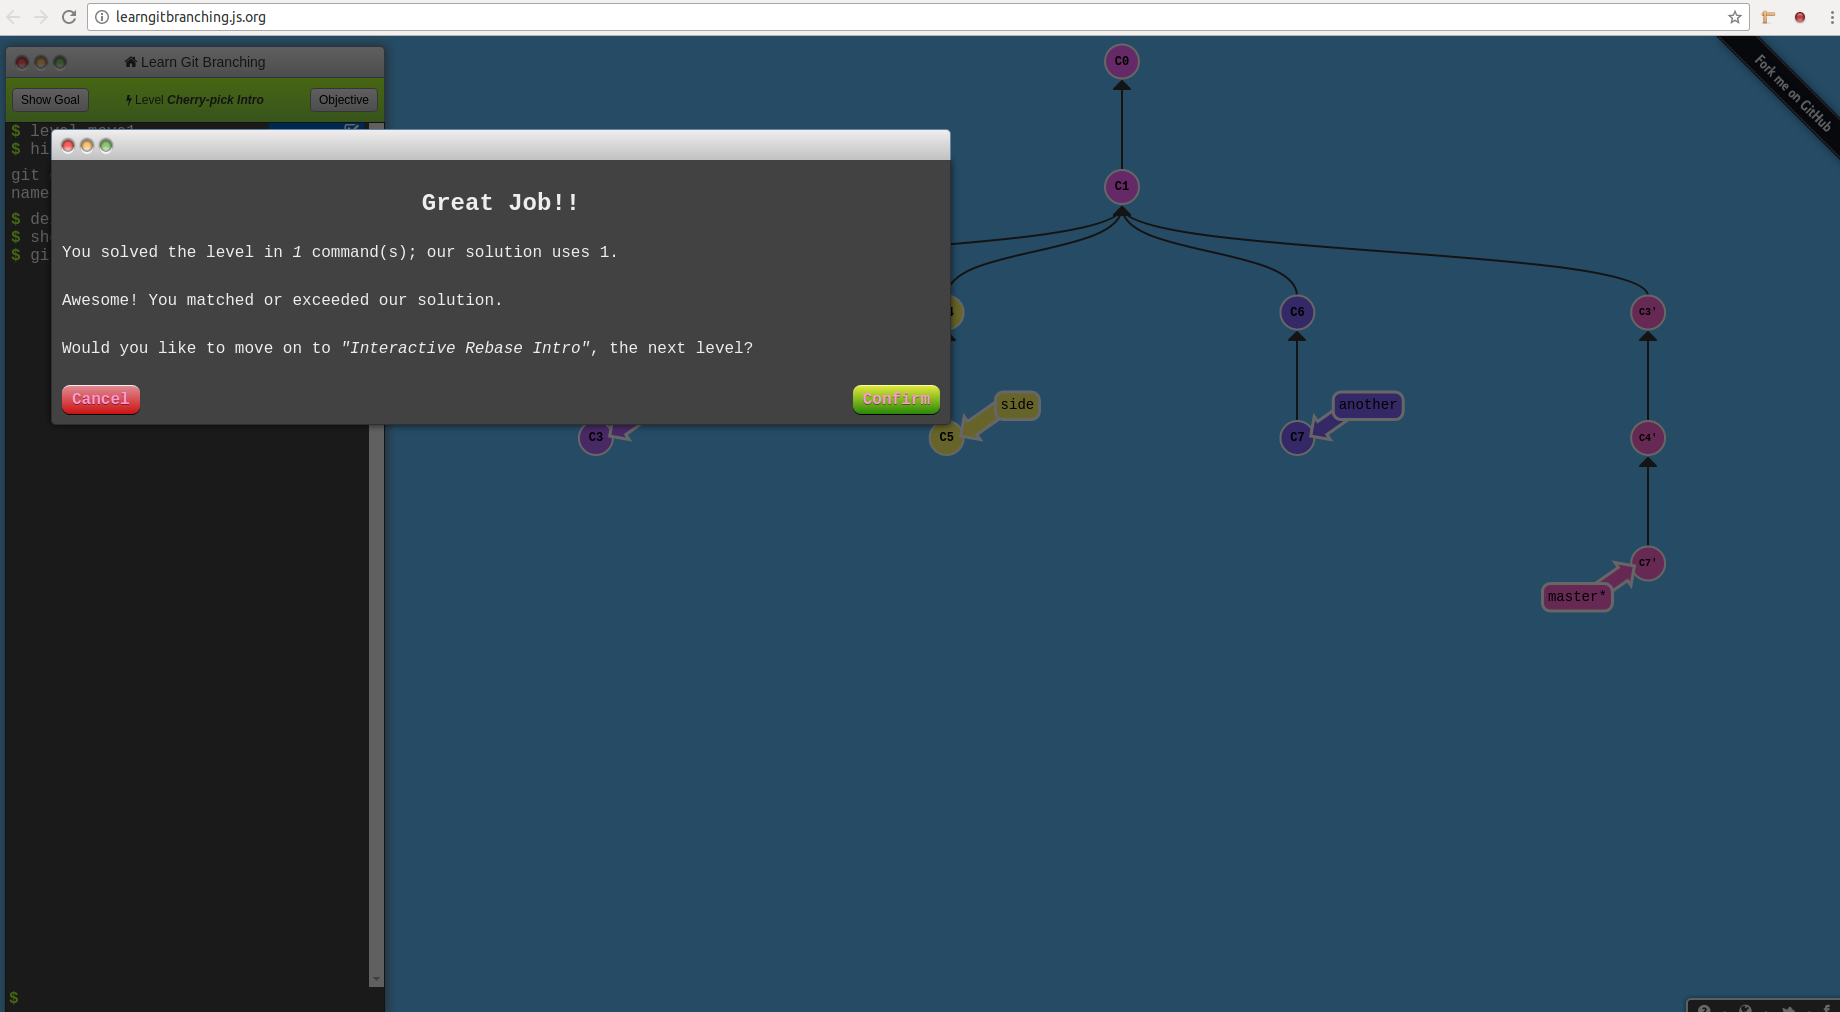 learngitbranching.js.org
Learn Git Branching
Show Goal
Level Cherry-pick Intro
Objective
$
$ hi
git
name
$ de
$ sh
$ gi
Great Job!!
You solved the level in 1 command(s); our solution uses 1.
Awesome! You matched or exceeded our solution.
Would you like to move on to "Interactive Rebase Intro", the next level?
Cancel
Confirm
$
Fork me on GitHub
C0
C1
C6
C3'
side
another
C3
C5
C7
C4'
C7'
master*